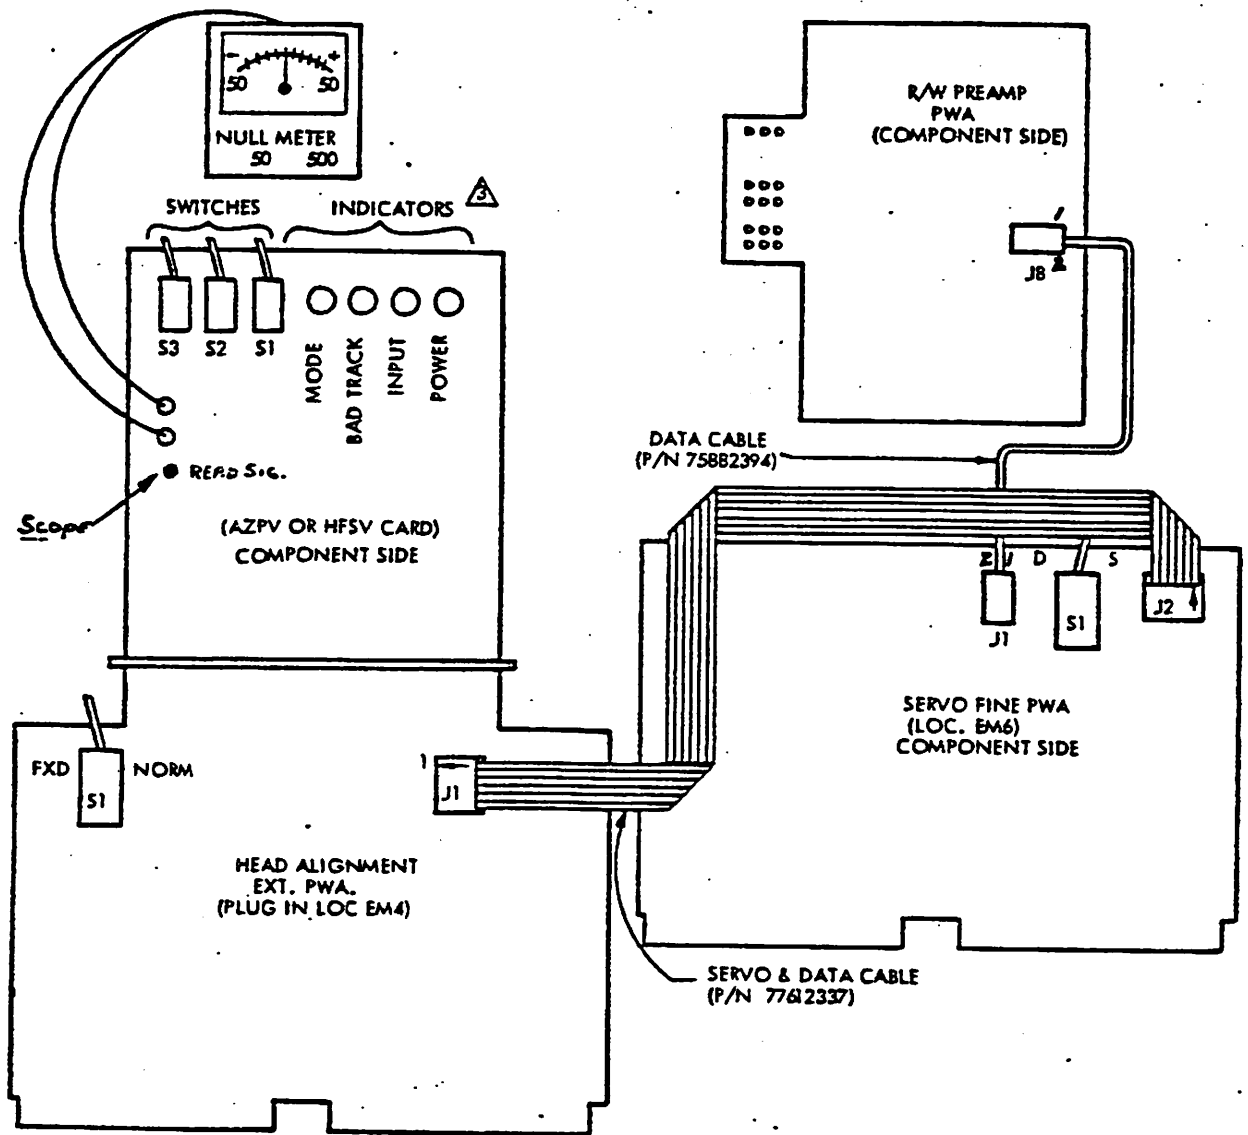 - +
50 50
NULL METER
50 500
SWITCHES
INDICATORS
3
S3
S2
S1
MODE
BAD TRACK
INPUT
POWER
READ SIG.
Scope
(AZPV OR HFSV CARD)
COMPONENT SIDE
R/W PREAMP
PWA
(COMPONENT SIDE)
1
J8
2
DATA CABLE
(P/N 75882394)
2 1 D S
J1
S1
J2
SERVO FINE PWA
(LOC. EM6)
COMPONENT SIDE
FXD
NORM
S1
1
J1
HEAD ALIGNMENT
EXT. PWA.
(PLUG IN LOC EM4)
SERVO & DATA CABLE
(P/N 77612337)